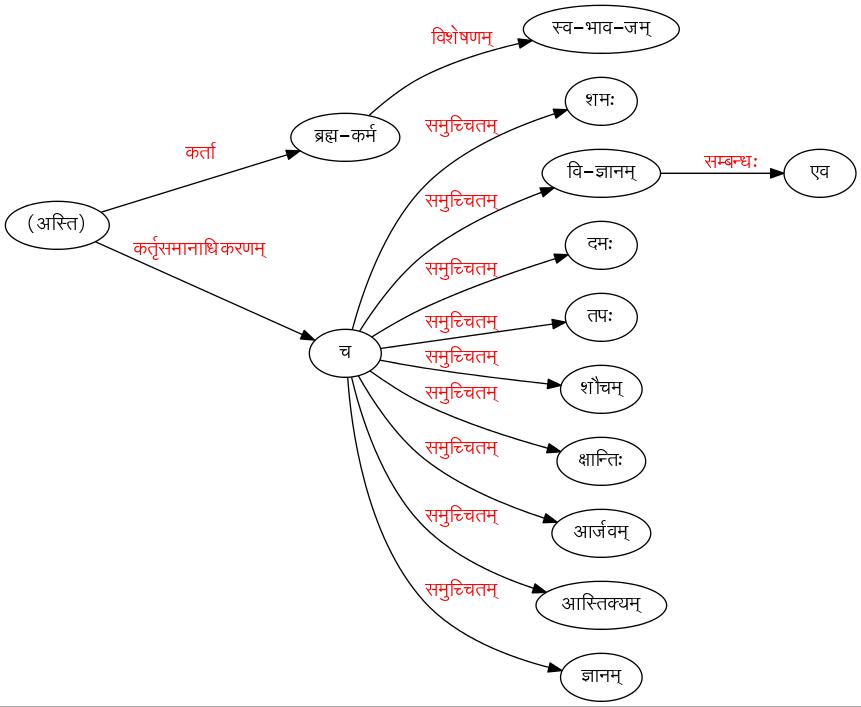 स्व-भाव-जम्
विशेषणम्
शमः
समुच्चितम्
ब्रह्म-कर्म
कर्ता
वि-ज्ञानम्
सम्बन्धः
एव
समुच्चितम्
(अस्ति)
कर्तृसमानाधिकरणम्
दमः
समुच्चितम्
तपः
समुच्चितम्
च
समुच्चितम्
शौचम्
समुच्चितम्
क्षान्तिः
समुच्चितम्
आर्जवम्
समुच्चितम्
आस्तिक्यम्
समुच्चितम्
ज्ञानम्